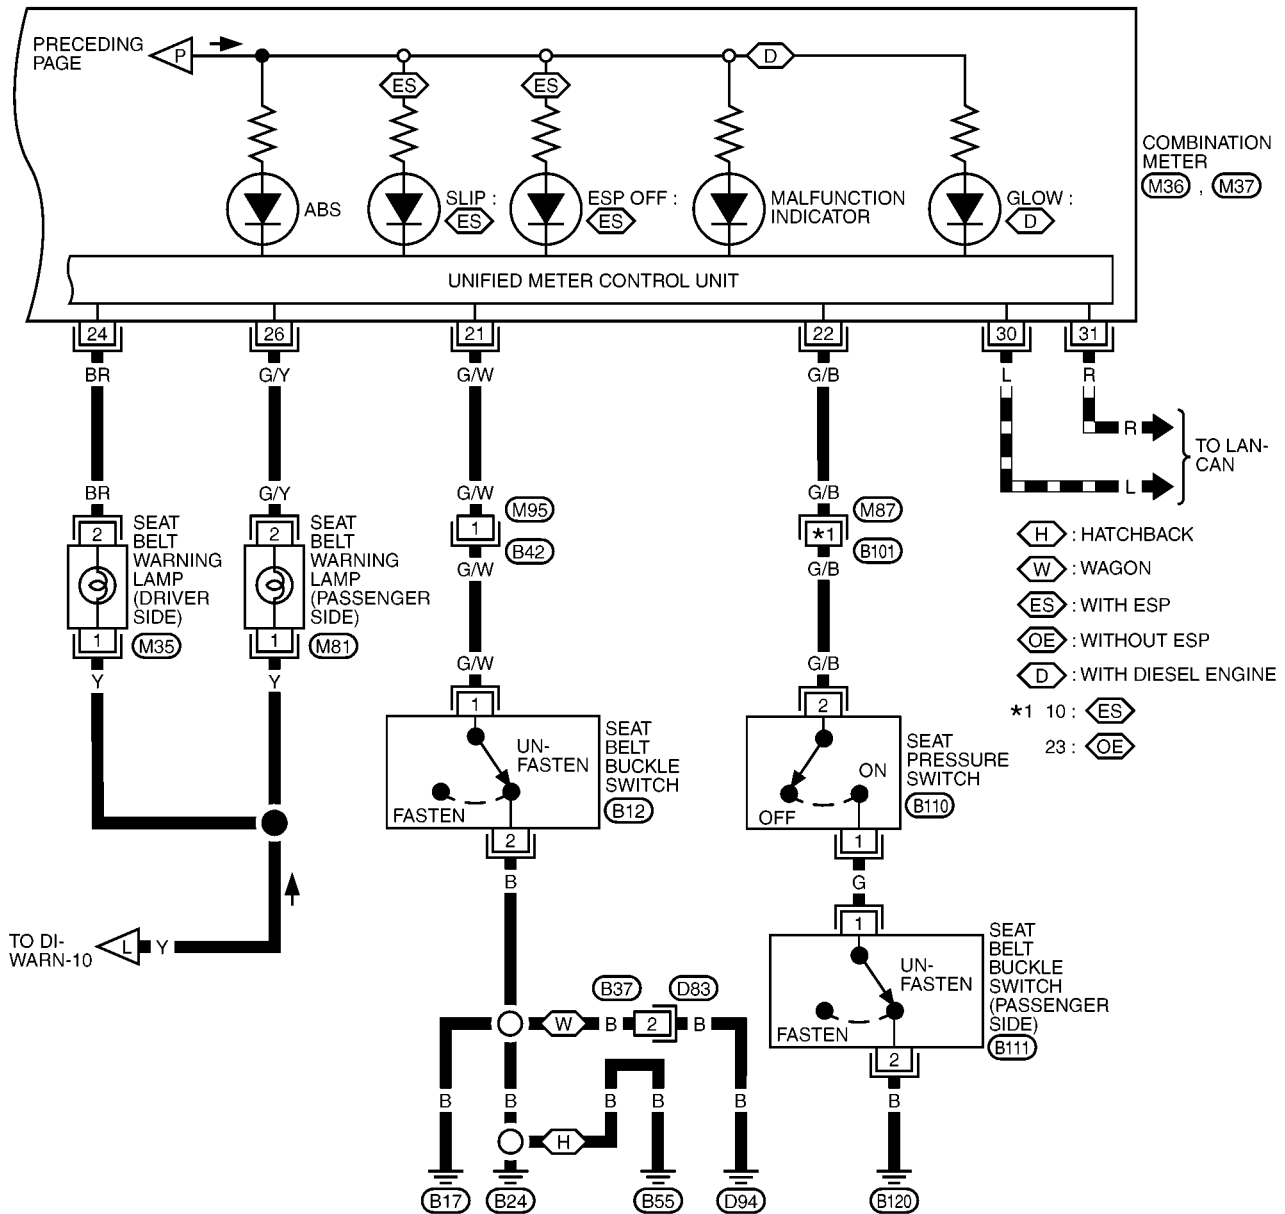 PRECEDING
PAGE
P
D
ES
ES
COMBINATION
METER
M36 , M37
ABS
SLIP :
ES
ESP OFF :
ES
MALFUNCTION
INDICATOR
GLOW :
D
UNIFIED METER CONTROL UNIT
24
26
21
22
30
31
BR
G/Y
G/W
G/B
L
R
R
L
TO LAN-
CAN
BR
G/Y
G/W
G/B
M95
M87
2
2
1
*1
SEAT
BELT
WARNING
LAMP
(DRIVER
SIDE)
M35
SEAT
BELT
WARNING
LAMP
(PASSENGER
SIDE)
M81
B42
B101
G/W
G/B
1
1
Y
Y
G/W
G/B
H : HATCHBACK
W : WAGON
ES : WITH ESP
OE : WITHOUT ESP
D : WITH DIESEL ENGINE
*1 10 : ES
23 : OE
1
2
UN-
FASTEN
FASTEN
SEAT
BELT
BUCKLE
SWITCH
B12
ON
OFF
SEAT
PRESSURE
SWITCH
B110
2
1
B
G
1
TO DI-
WARN-10
L
Y
UN-
FASTEN
FASTEN
SEAT
BELT
BUCKLE
SWITCH
(PASSENGER
SIDE)
B111
B37
D83
W
B
2
B
2
B
B
B
B
B
B
H
B17
B24
B55
D94
B120